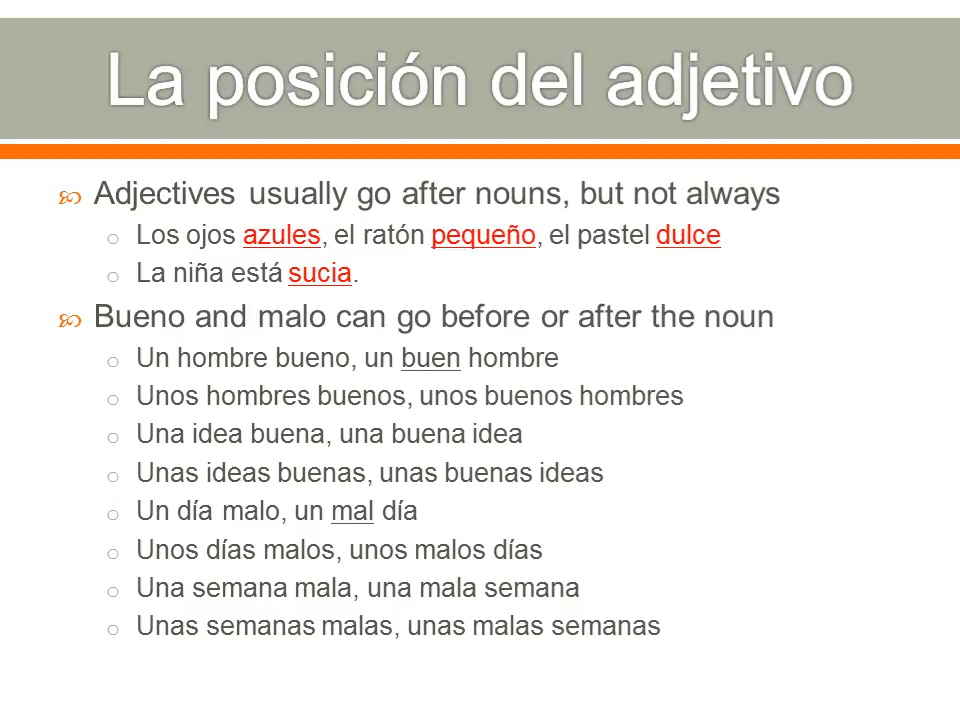 La posición del adjetivo
Adjectives usually go after nouns, but not always
Los ojos azules, el ratón pequeño, el pastel dulce
La niña está sucia.
Bueno and malo can go before or after the noun
Un hombre bueno, un buen hombre
Unos hombres buenos, unos buenos hombres
Una idea buena, una buena idea
Unas ideas buenas, unas buenas ideas
Un día malo, un mal día
Unos días malos, unos malos días
Una semana mala, una mala semana
Unas semanas malas, unas malas semanas